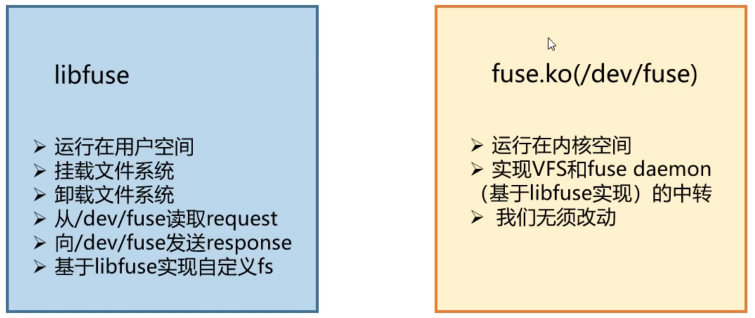 libfuse
➢ 运行在用户空间
➢ 挂载文件系统
➢ 卸载文件系统
➢ 从/dev/fuse读取request
➢ 向/dev/fuse发送response
➢ 基于libfuse实现自定义fs
fuse.ko(/dev/fuse)
➢ 运行在内核空间
➢ 实现VFS和fuse daemon
（基于libfuse实现）的中转
➢ 我们无须改动